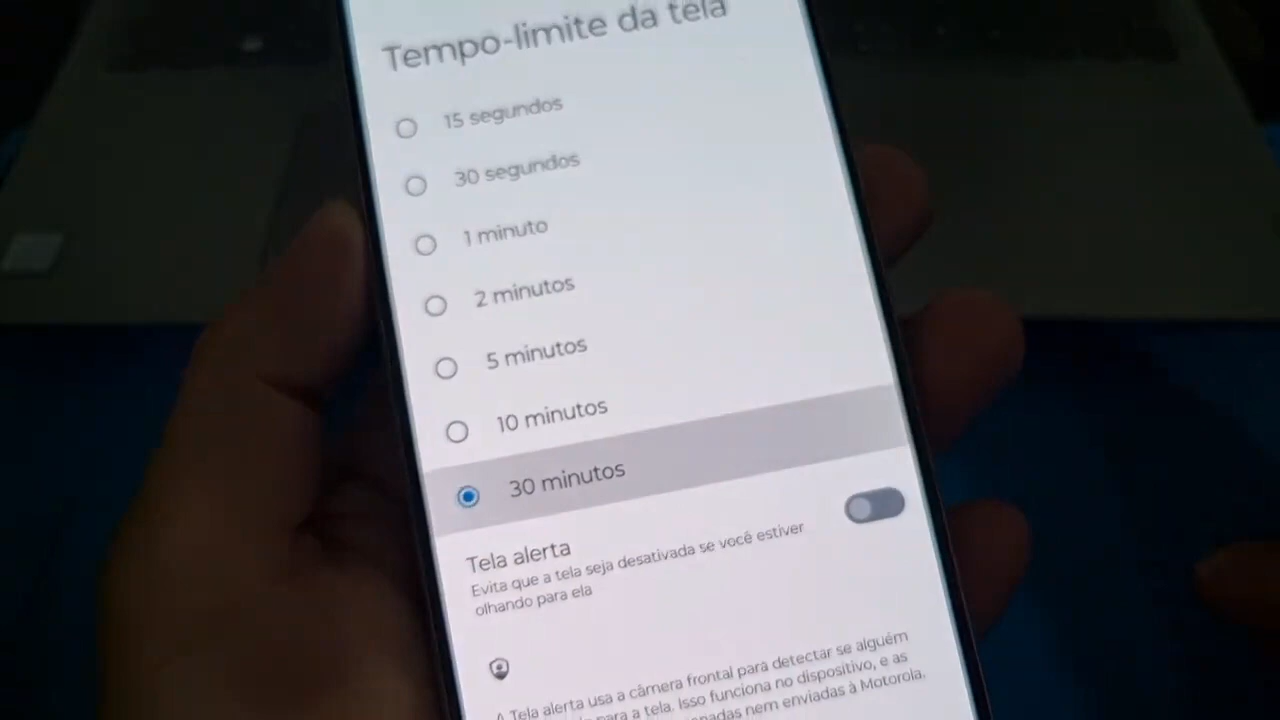 Tempo-limite da tela
15 segundos
30 segundos
1 minuto
2 minutos
5 minutos
10 minutos
30 minutos
Tela alerta
Evita que a tela seja desativada se você estiver
olhando para ela
A Tela alerta usa a câmera frontal para detectar se alguém
para a tela. Isso funciona no dispositivo, e as
nem enviadas à Motorola.